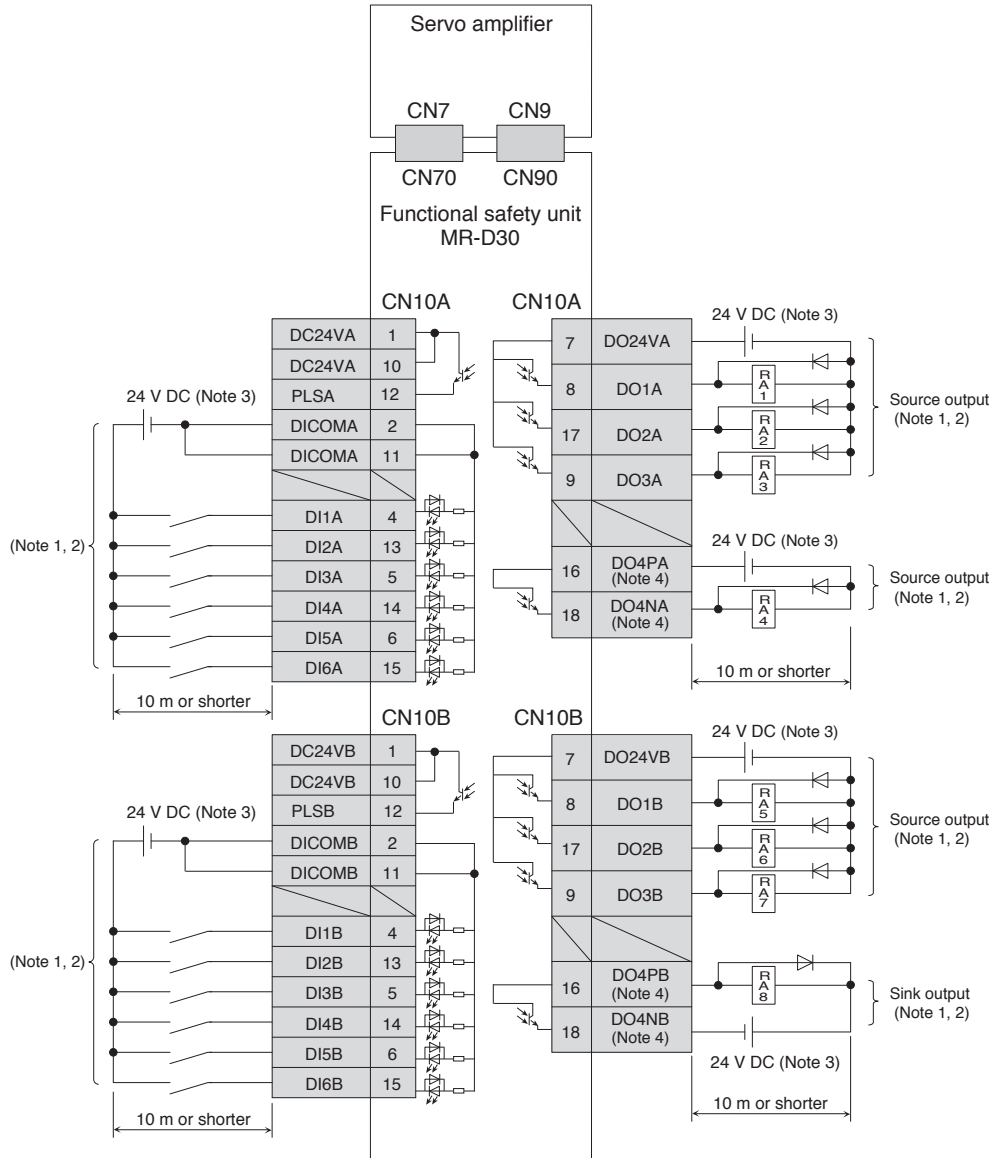 Servo amplifier
CN7 CN9
CN70 CN90
Functional safety unit
MR-D30
CN10A
DC24VA 1
DC24VA 10
PLSA 12
DICOMA 2
DICOMA 11
DI1A 4
DI2A 13
DI3A 5
DI4A 14
DI5A 6
DI6A 15
24 V DC (Note 3)
(Note 1, 2)
10 m or shorter
CN10A
7 DO24VA
8 DO1A
17 DO2A
9 DO3A
16 DO4PA
(Note 4)
18 DO4NA
(Note 4)
24 V DC (Note 3)
RA1
RA2
RA3
Source output
(Note 1, 2)
24 V DC (Note 3)
RA4
Source output
(Note 1, 2)
10 m or shorter
CN10B
DC24VB 1
DC24VB 10
PLSB 12
DICOMB 2
DICOMB 11
DI1B 4
DI2B 13
DI3B 5
DI4B 14
DI5B 6
DI6B 15
24 V DC (Note 3)
(Note 1, 2)
10 m or shorter
CN10B
7 DO24VB
8 DO1B
17 DO2B
9 DO3B
16 DO4PB
(Note 4)
18 DO4NB
(Note 4)
24 V DC (Note 3)
RA5
RA6
RA7
Source output
(Note 1, 2)
RA8
Sink output
(Note 1, 2)
24 V DC (Note 3)
10 m or shorter